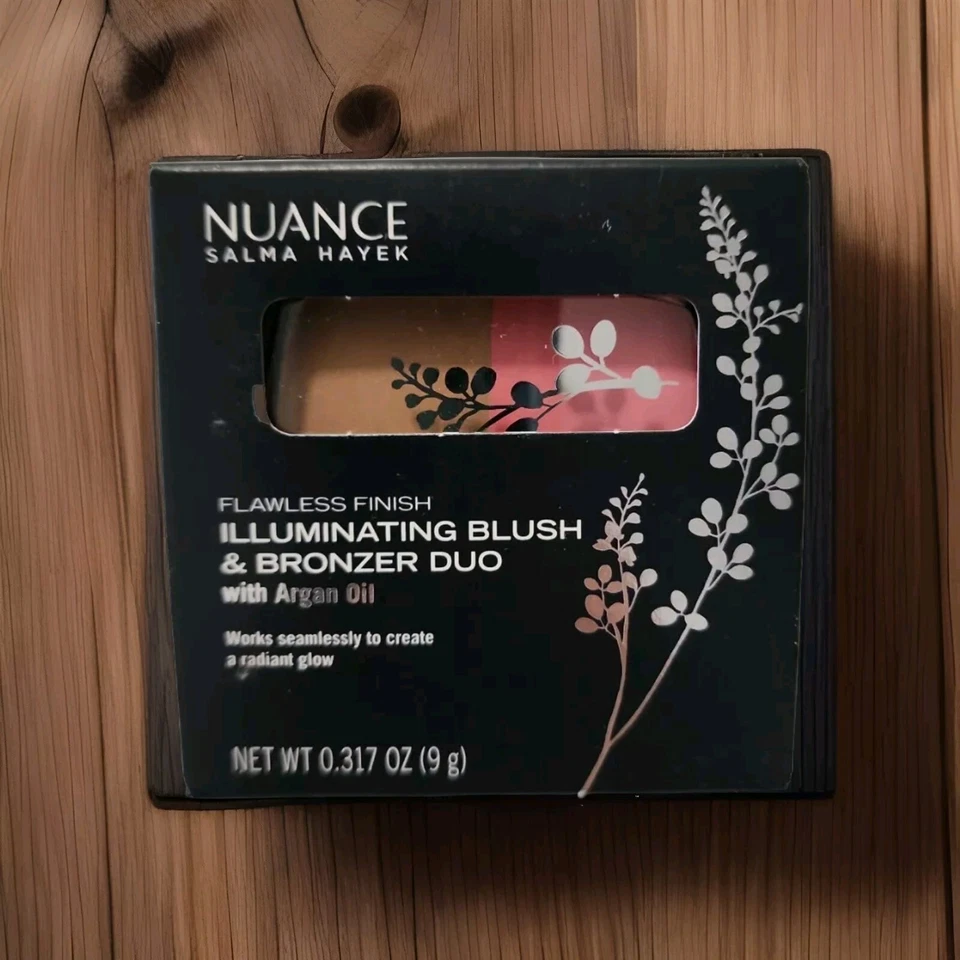 NUANCE
SALMA HAYEK
FLAWLESS FINISH
ILLUMINATING BLUSH
& BRONZER DUO
with Argan Oil
Works seamlessly to create
a radiant glow
NET WT 0.317 OZ (9 g)